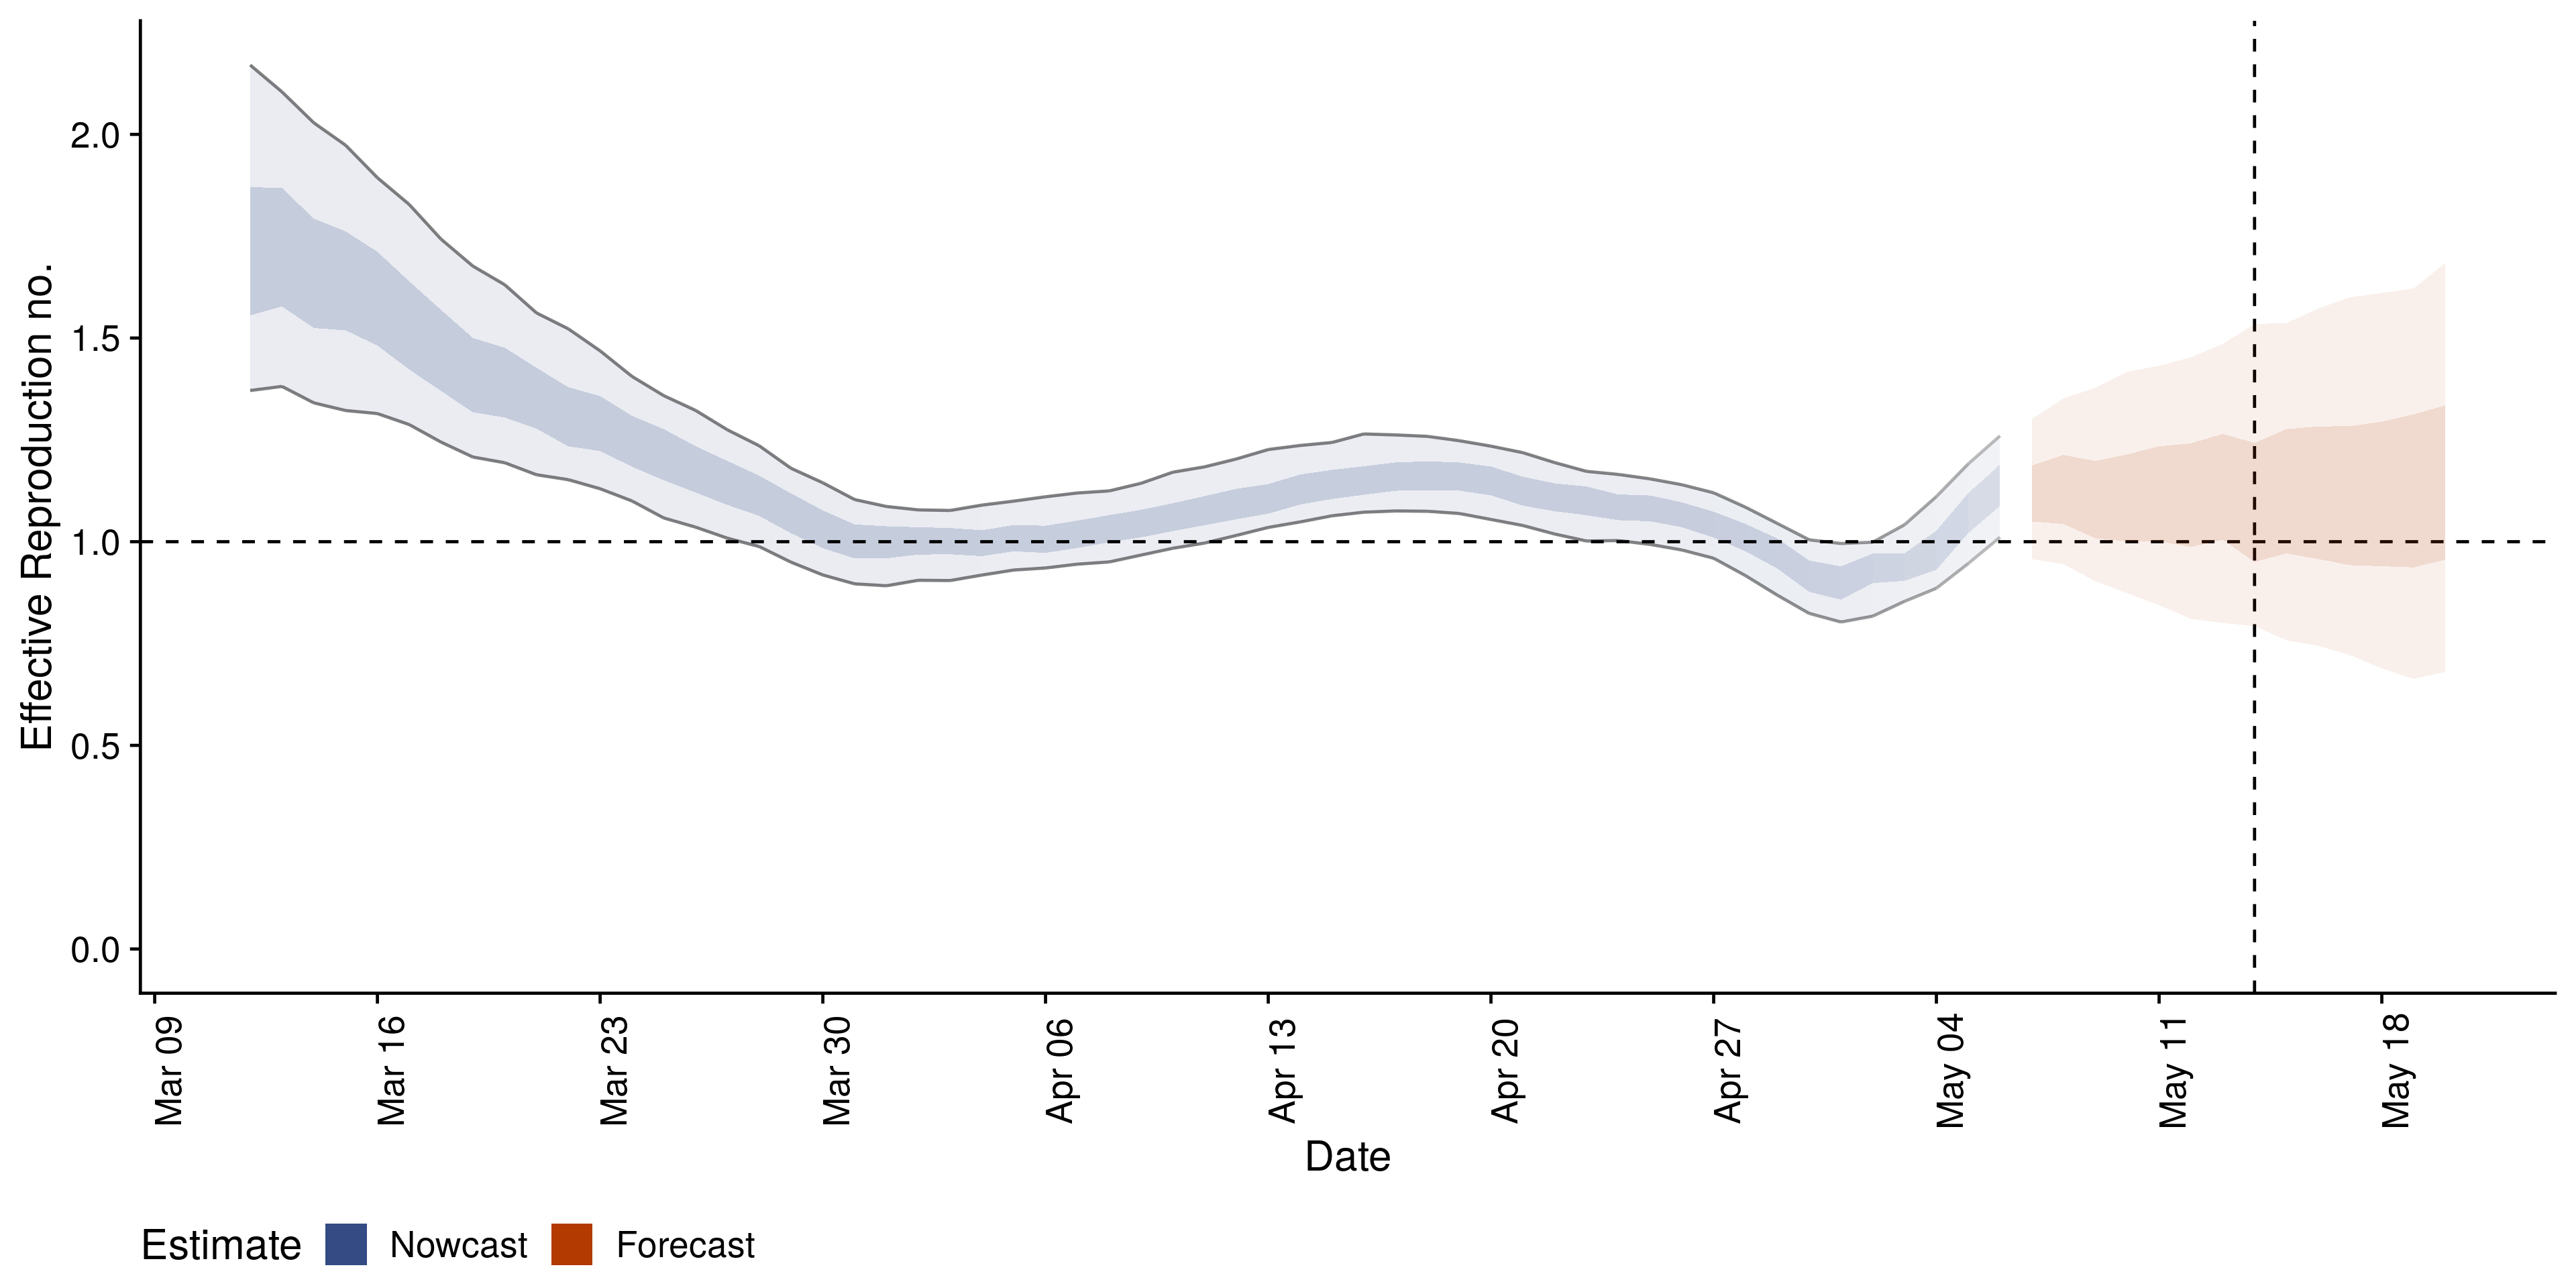 Effective Reproduction no.
2.0
1.5
1.0
0.5
0.0
Mar 09
Mar 16
Mar 23
Mar 30
Apr 06
Apr 13
Apr 20
Apr 27
May 04
May 11
May 18
Date
Estimate Nowcast Forecast